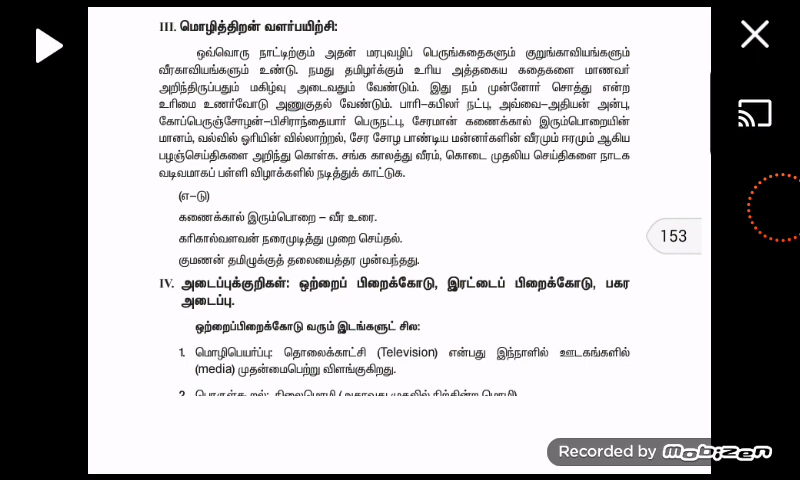 III. மொழித்திறன் வளர்பயிற்சி:
ஒவ்வொரு நாட்டிற்கும் அதன் மரபுவழிப் பெருங்கதைகளும் குறுங்காவியங்களும்
வீரகாவியங்களும் உண்டு. நமது தமிழர்க்கும் உரிய அத்தகைய கதைகளை மாணவர்
அறிந்திருப்பதும் மகிழ்வு அடைவதும் வேண்டும். இது நம் முன்னோர் சொத்து என்ற
உரிமை உணர்வோடு அணுகுதல் வேண்டும். பாரி-கபிலர் நட்பு, அவ்வை-அதியன் அன்பு,
கோப்பெருஞ்சோழன்-பிசிராந்தையார் பெருநட்பு, சேரமான் கணைக்கால் இரும்பொறையின்
மானம், வல்வில் ஓரியின் வில்லாற்றல், சேர சோழ பாண்டிய மன்னர்களின் வீரமும் ஈரமும் ஆகிய
பழஞ்செய்திகளை அறிந்து கொள்க. சங்க காலத்து வீரம், கொடை முதலிய செய்திகளை நாடக
வடிவமாகப் பள்ளி விழாக்களில் நடித்துக் காட்டுக.
(எ-டு)
கணைக்கால் இரும்பொறை – வீர உரை.
கரிகால்வளவன் நரைமுடித்து முறை செய்தல்.
குமணன் தமிழுக்குத் தலையைத்தர முன்வந்தது.
153
IV. அடைப்புக்குறிகள்: ஒற்றைப் பிறைக்கோடு, இரட்டைப் பிறைக்கோடு, பகர
அடைப்பு.
ஒற்றைப்பிறைக்கோடு வரும் இடங்களுட் சில:
1. மொழிபெயர்ப்பு: தொலைக்காட்சி (Television) என்பது இந்நாளில் ஊடகங்களில்
(media) முதன்மைபெற்று விளங்குகிறது.
Recorded by mobizen